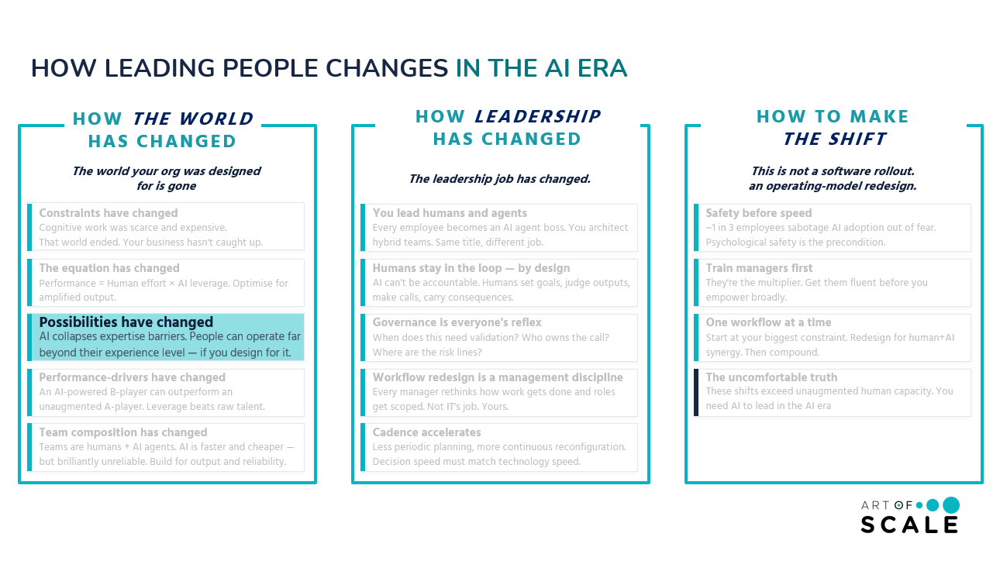 HOW LEADING PEOPLE CHANGES IN THE AI ERA
HOW THE WORLD
HAS CHANGED
The world your org was designed
for is gone
Constraints have changed
Cognitive work was scarce and expensive.
That world ended. Your business hasn't caught up.
The equation has changed
Performance = Human effort × AI leverage. Optimise for
amplified output.
Possibilities have changed
AI collapses expertise barriers. People can operate far
beyond their experience level — if you design for it.
Performance-drivers have changed
An AI-powered B-player can outperform an
unaugmented A-player. Leverage beats raw talent.
Team composition has changed
Teams are humans + AI agents. AI is faster and cheaper —
but brilliantly unreliable. Build for output and reliability.
HOW LEADERSHIP
HAS CHANGED
The leadership job has changed.
You lead humans and agents
Every employee becomes an AI agent boss. You architect
hybrid teams. Same title, different job.
Humans stay in the loop — by design
AI can't be accountable. Humans set goals, judge outputs,
make calls, carry consequences.
Governance is everyone's reflex
When does this need validation? Who owns the call?
Where are the risk lines?
Workflow redesign is a management discipline
Every manager rethinks how work gets done and roles
get scoped. Not IT's job. Yours.
Cadence accelerates
Less periodic planning, more continuous reconfiguration.
Decision speed must match technology speed.
HOW TO MAKE
THE SHIFT
This is not a software rollout.
an operating-model redesign.
Safety before speed
~1 in 3 employees sabotage AI adoption out of fear.
Psychological safety is the precondition.
Train managers first
They're the multiplier. Get them fluent before you
empower broadly.
One workflow at a time
Start at your biggest constraint. Redesign for human+AI
synergy. Then compound.
The uncomfortable truth
These shifts exceed unaugmented human capacity. You
need AI to lead in the AI era
ART OF
SCALE